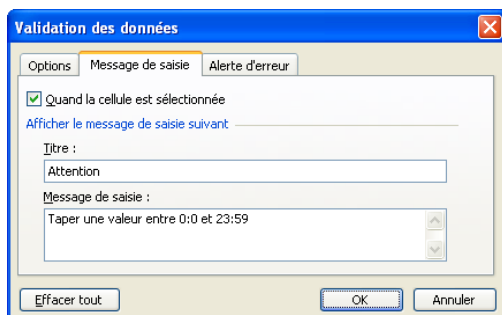 Validation des données
Options Message de saisie Alerte d'erreur
Quand la cellule est sélectionnée
Afficher le message de saisie suivant
Titre :
Attention
Message de saisie :
Taper une valeur entre 0:0 et 23:59
Effacer tout OK Annuler